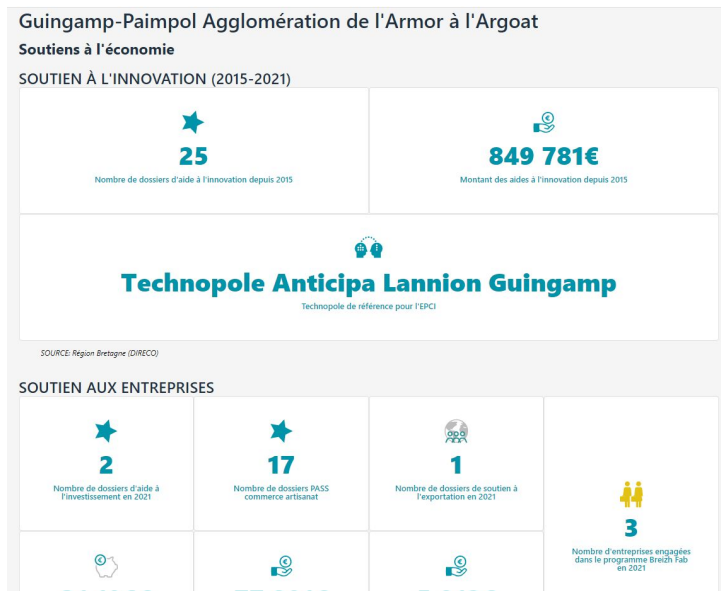 Guingamp-Paimpol Agglomération de l'Armor à l'Argoat
Soutiens à l'économie
SOUTIEN À L'INNOVATION (2015-2021)
25
Nombre de dossiers d'aide à l'innovation depuis 2015
849 781€
Montant des aides à l'innovation depuis 2015
Technopole Anticipa Lannion Guingamp
Technopole de référence pour l'EPCI
SOURCE: Région Bretagne (DIRECO)
SOUTIEN AUX ENTREPRISES
2
Nombre de dossiers d'aide à
l'investissement en 2021
17
Nombre de dossiers PASS
commerce artisanat
1
Nombre de dossiers de soutien à
l'exportation en 2021
3
Nombre d'entreprises engagées
dans le programme Breizh Fab
en 2021